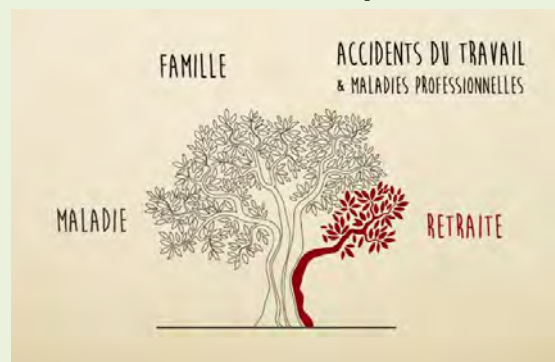 FAMILLE
ACCIDENTS DU TRAVAIL
& MALADIES PROFESSIONNELLES
MALADIE
RETRAITE